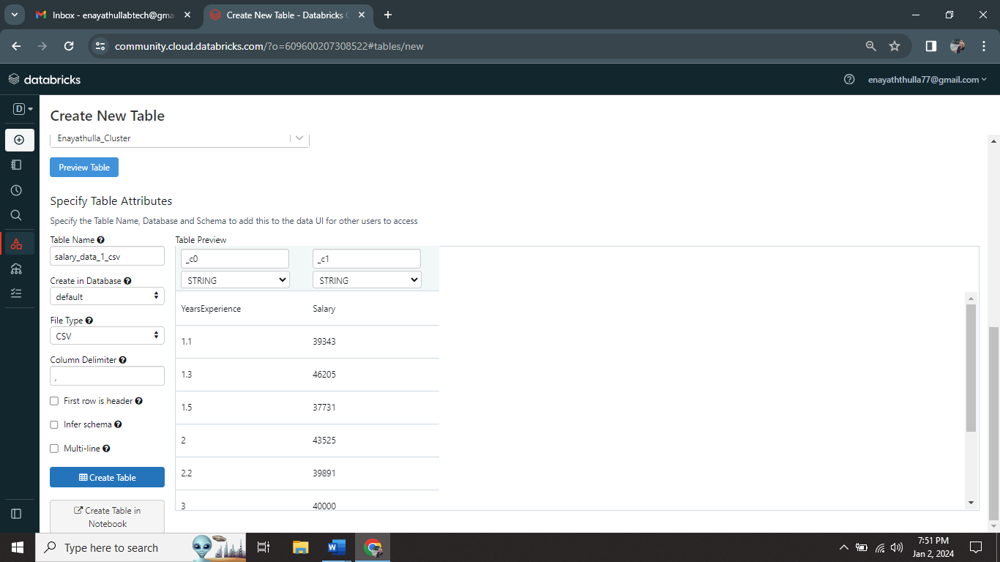 Inbox - enayathullabtech@gma
Create New Table - Databricks C
community.cloud.databricks.com/?o=609600207308522#tables/new
databricks
enayaththulla77@gmail.com
D
Create New Table
Enayathulla_Cluster
Preview Table
Specify Table Attributes
Specify the Table Name, Database and Schema to add this to the data UI for other users to access
Table Name
salary_data_1_csv
Create in Database
default
File Type
CSV
Column Delimiter
,
First row is header
Infer schema
Multi-line
Create Table
Create Table in
Notebook
Table Preview
_c0 _c1
STRING STRING
YearsExperience Salary
1.1 39343
1.3 46205
1.5 37731
2 43525
2.2 39891
3 40000
Type here to search
7:51 PM
Jan 2, 2024